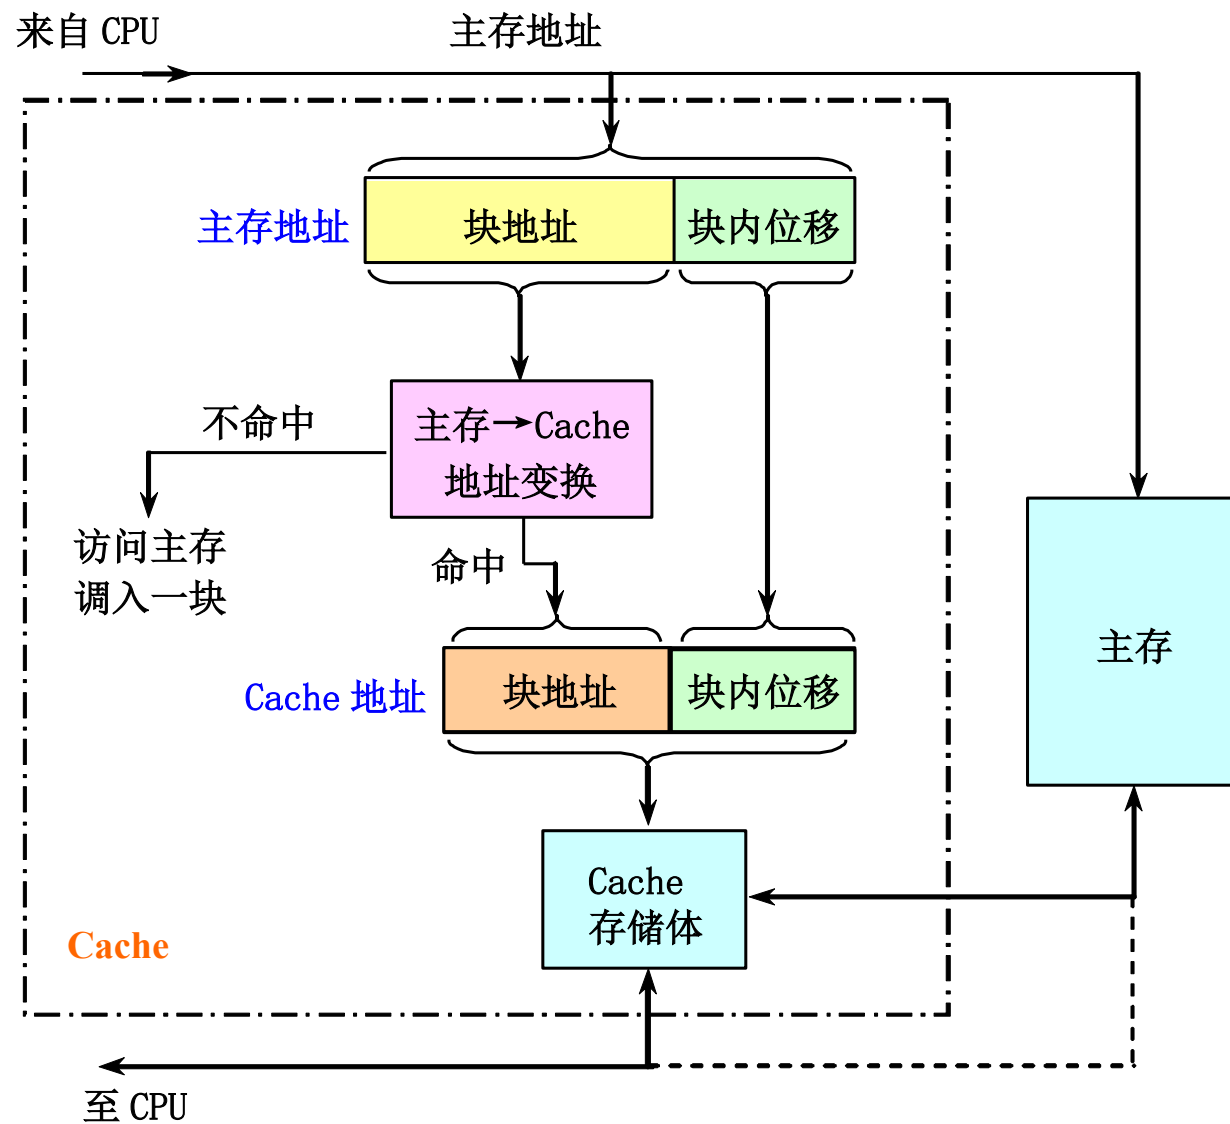 来自 CPU
主存地址
主存地址
块地址
块内位移
不命中
主存→Cache
地址变换
访问主存
调入一块
命中
主存
Cache 地址
块地址
块内位移
Cache
存储体
Cache
至 CPU